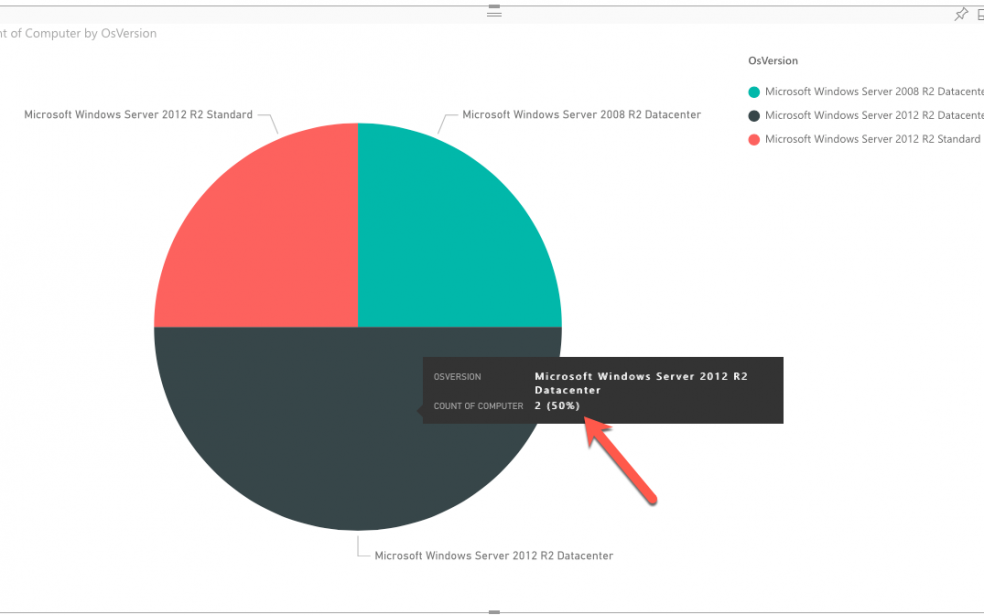 nt of Computer by OsVersion
OsVersion
Microsoft Windows Server 2008 R2 Datacente
Microsoft Windows Server 2012 R2 Datacente
Microsoft Windows Server 2012 R2 Standard
Microsoft Windows Server 2012 R2 Standard
Microsoft Windows Server 2008 R2 Datacenter
OSVERSION Microsoft Windows Server 2012 R2
Datacenter
COUNT OF COMPUTER 2 (50%)
Microsoft Windows Server 2012 R2 Datacenter